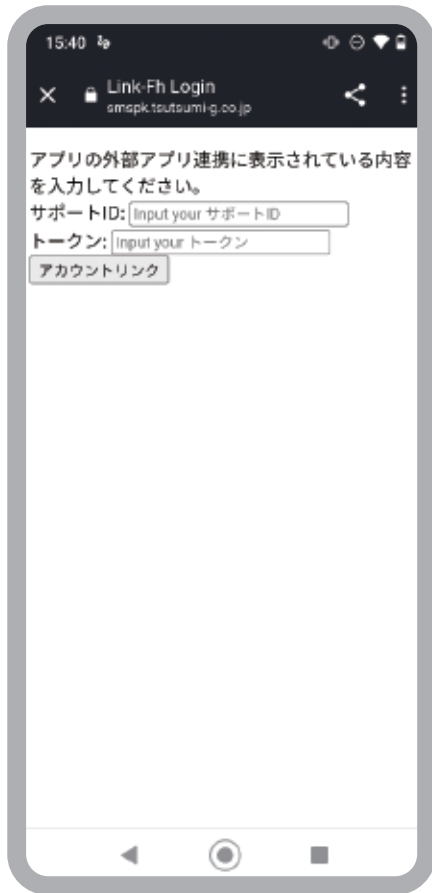 15:40
Link-Fh Login
smspk.tsutsumi-g.co.jp
アプリの外部アプリ連携に表示されている内容
を入力してください。
サポートID: Input your サポートID
トークン: Input your トークン
アカウントリンク